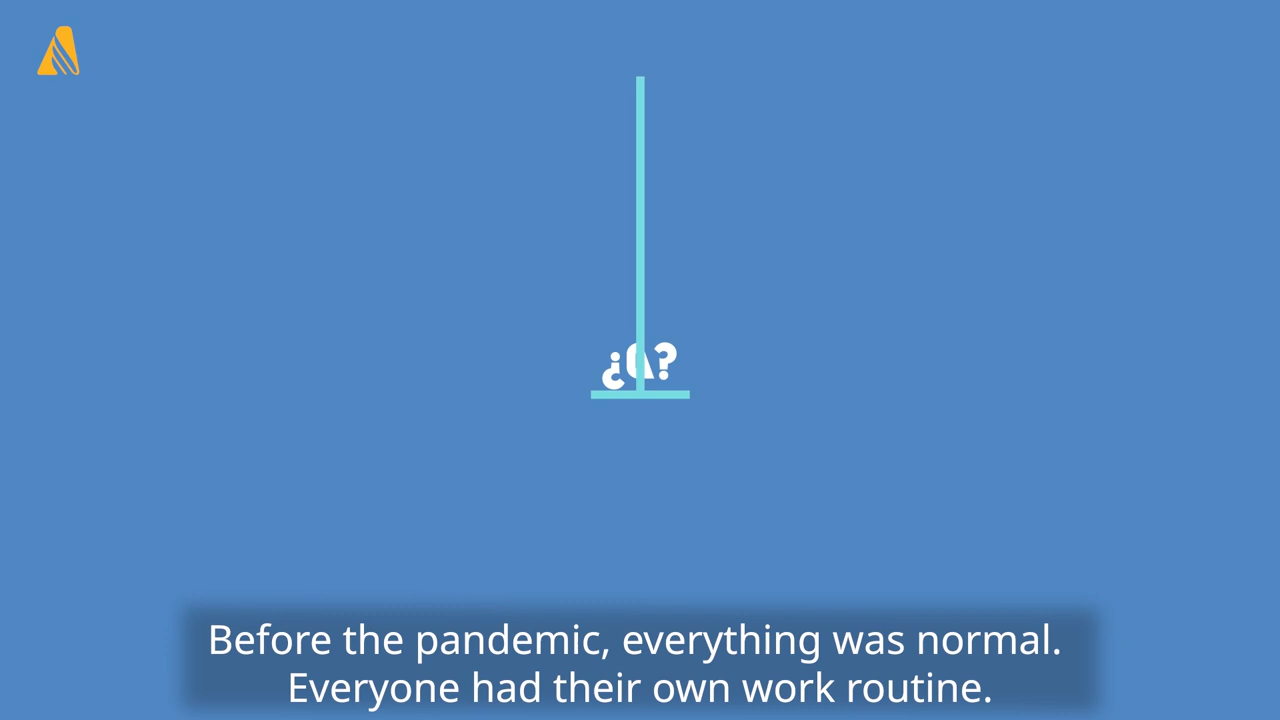 Before the pandemic, everything was normal.
Everyone had their own work routine.